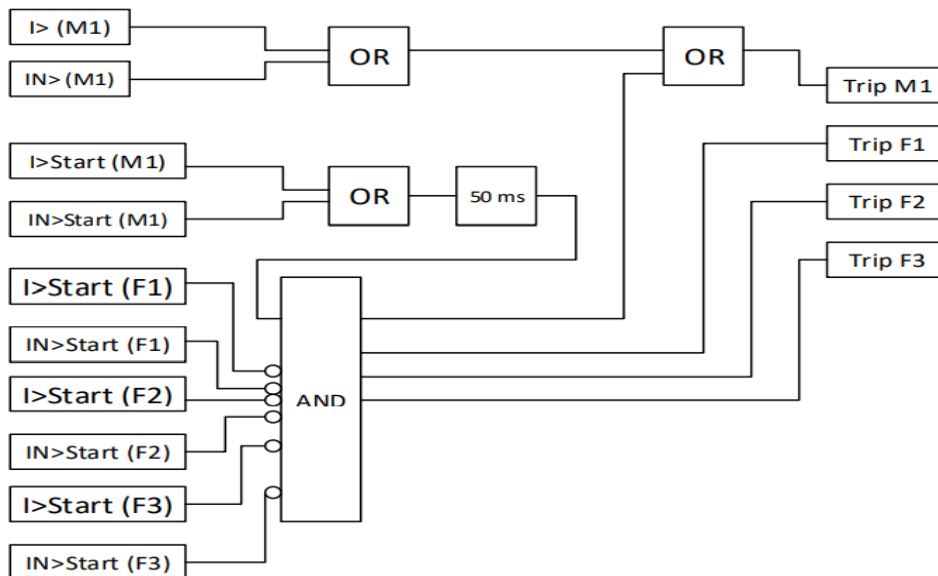 I> (M1)
IN> (M1)
OR
OR
Trip M1
Trip F1
Trip F2
Trip F3
I>Start (M1)
IN>Start (M1)
OR
50 ms
I>Start (F1)
IN>Start (F1)
I>Start (F2)
IN>Start (F2)
I>Start (F3)
IN>Start (F3)
AND